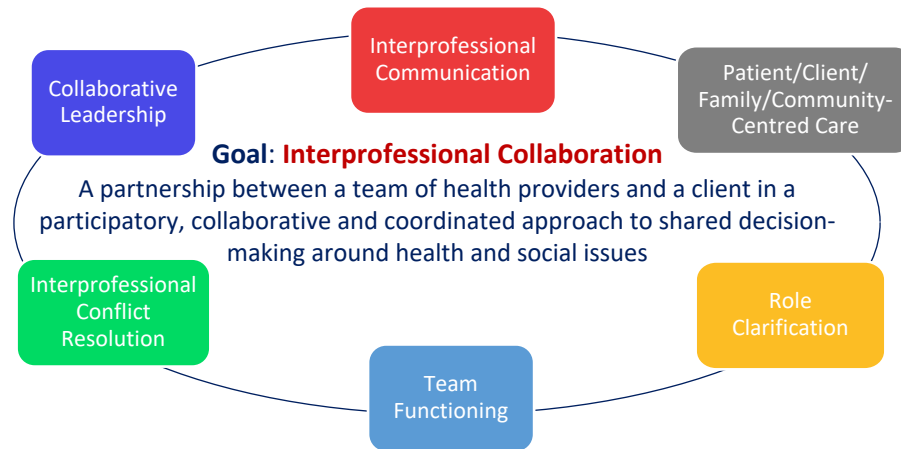 Interprofessional
Communication
Patient/Client/
Family/Community-
Centred Care
Collaborative
Leadership
Goal: Interprofessional Collaboration
A partnership between a team of health providers and a client in a
participatory, collaborative and coordinated approach to shared decision-
making around health and social issues
Interprofessional
Conflict
Resolution
Role
Clarification
Team
Functioning